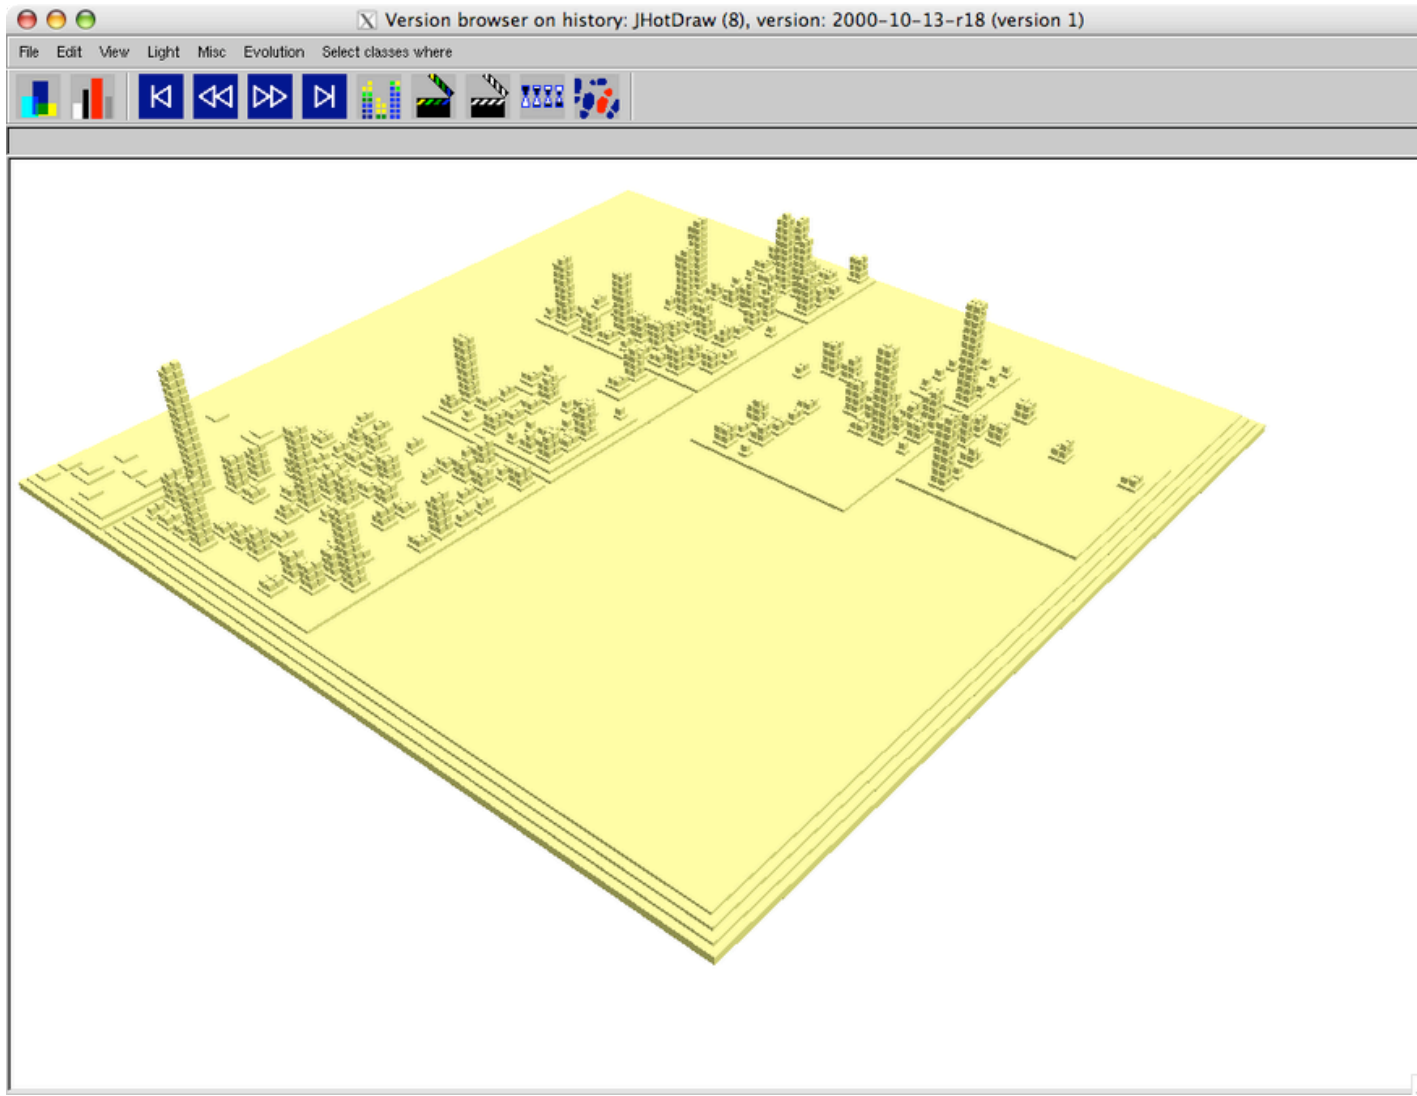 Version browser on history: JHotDraw (8), version: 2000-10-13-r18 (version 1)
File Edit View Light Misc Evolution Select classes where